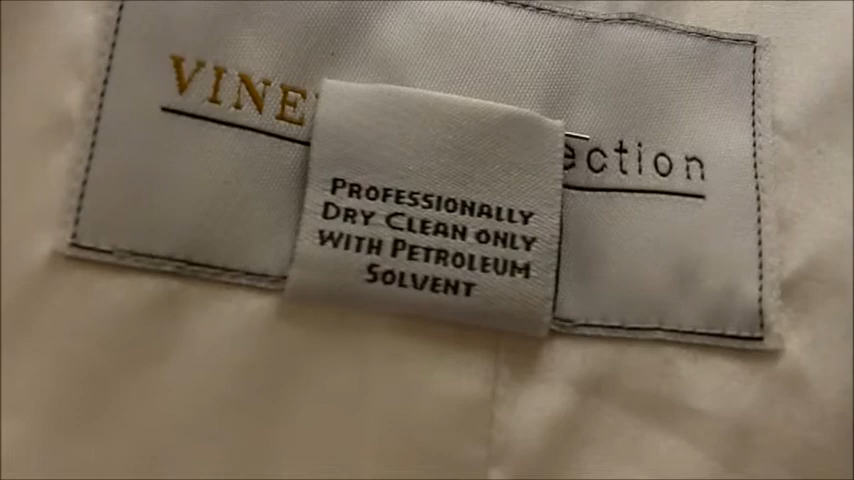 VINE
ection
PROFESSIONALLY
DRY CLEAN ONLY
WITH PETROLEUM
SOLVENT